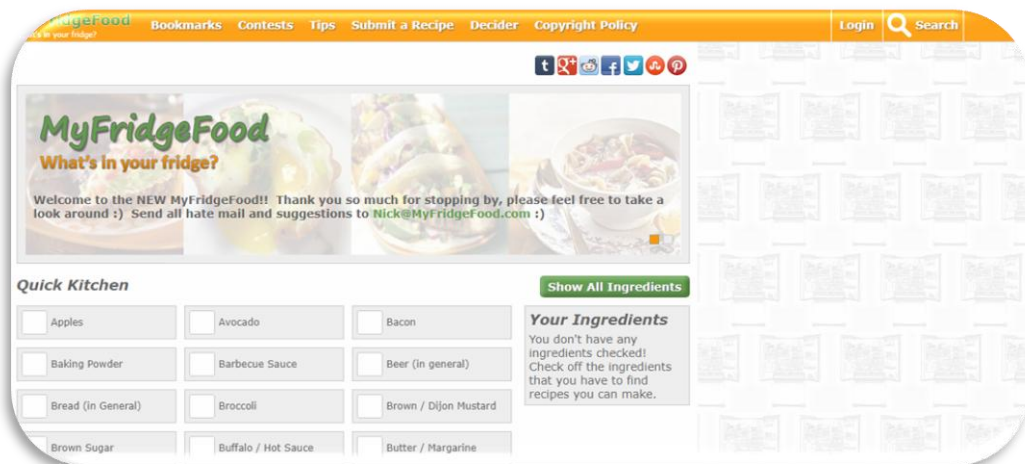 Bookmarks Contests Tips Submit a Recipe Decider Copyright Policy Login Search
MyFridgeFood
What's in your fridge?
Welcome to the NEW MyFridgeFood!! Thank you so much for stopping by, please feel free to take a
look around :) Send all hate mail and suggestions to Nick@MyFridgeFood.com :)
Quick Kitchen
Show All Ingredients
Apples Avocado Bacon
Baking Powder Barbecue Sauce Beer (in general)
Bread (in General) Broccoli Brown / Dijon Mustard
Brown Sugar Buffalo / Hot Sauce Butter / Margarine
Your Ingredients
You don't have any
ingredients checked!
Check off the ingredients
that you have to find
recipes you can make.